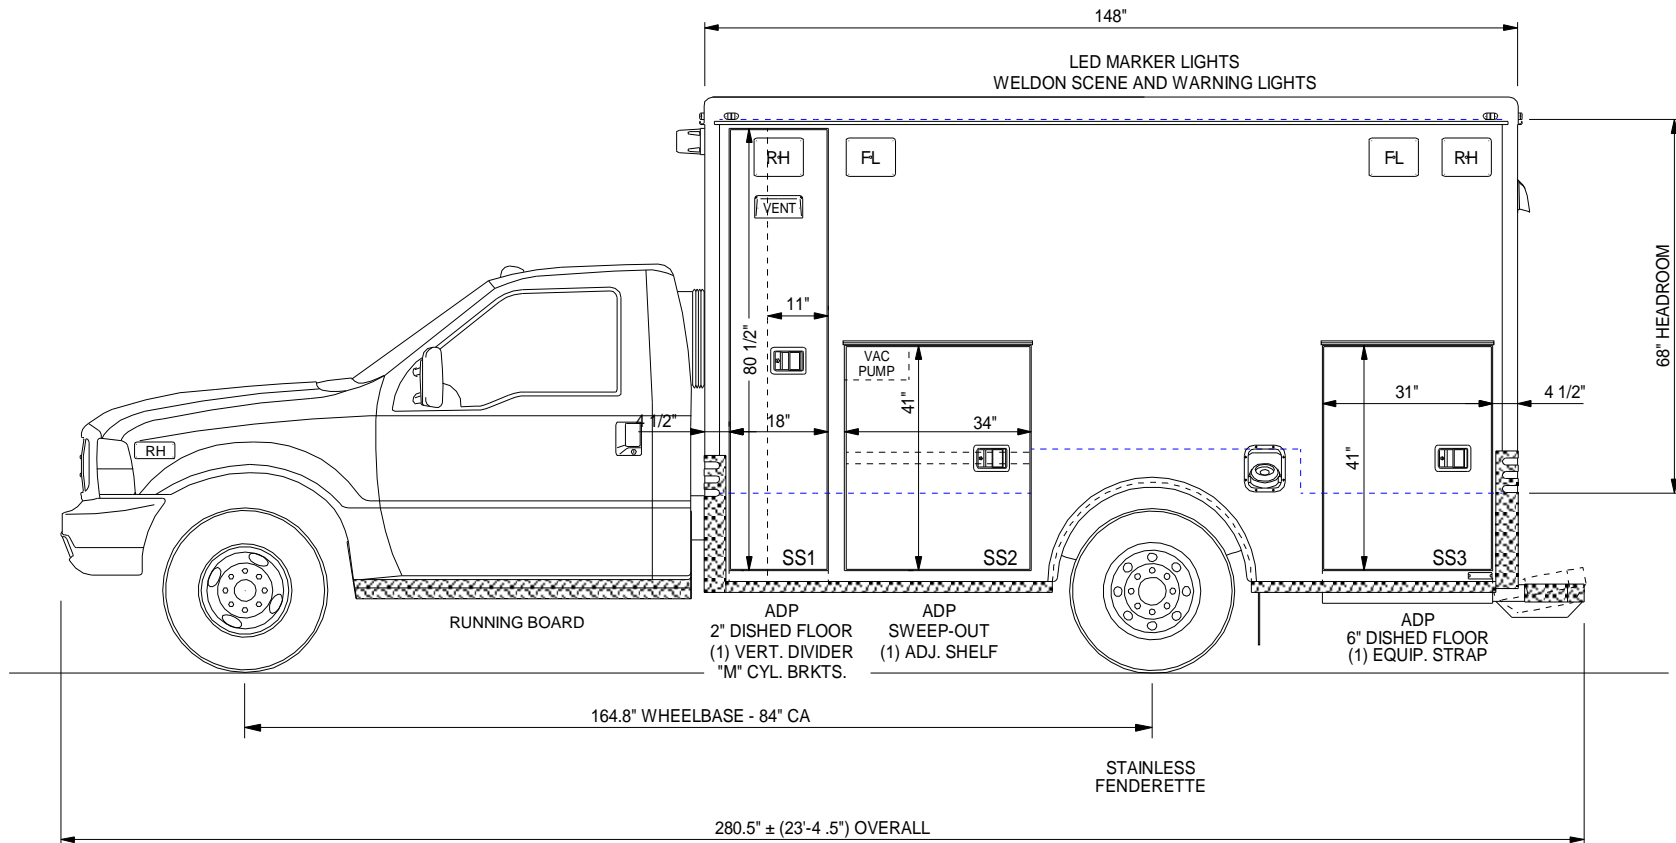 148"
LED MARKER LIGHTS
WELDON SCENE AND WARNING LIGHTS
RH
FL
FL
RH
VENT
68" HEADROOM
11"
80 1/2"
VAC
PUMP
41"
31"
4 1/2"
4 1/2"
18"
34"
41"
RH
SS1
SS2
SS3
RUNNING BOARD
ADP
2" DISHED FLOOR
(1) VERT. DIVIDER
"M" CYL. BRKTS.
ADP
SWEEP-OUT
(1) ADJ. SHELF
ADP
6" DISHED FLOOR
(1) EQUIP. STRAP
164.8" WHEELBASE - 84" CA
STAINLESS
FENDERETTE
280.5" ± (23'-4 .5") OVERALL